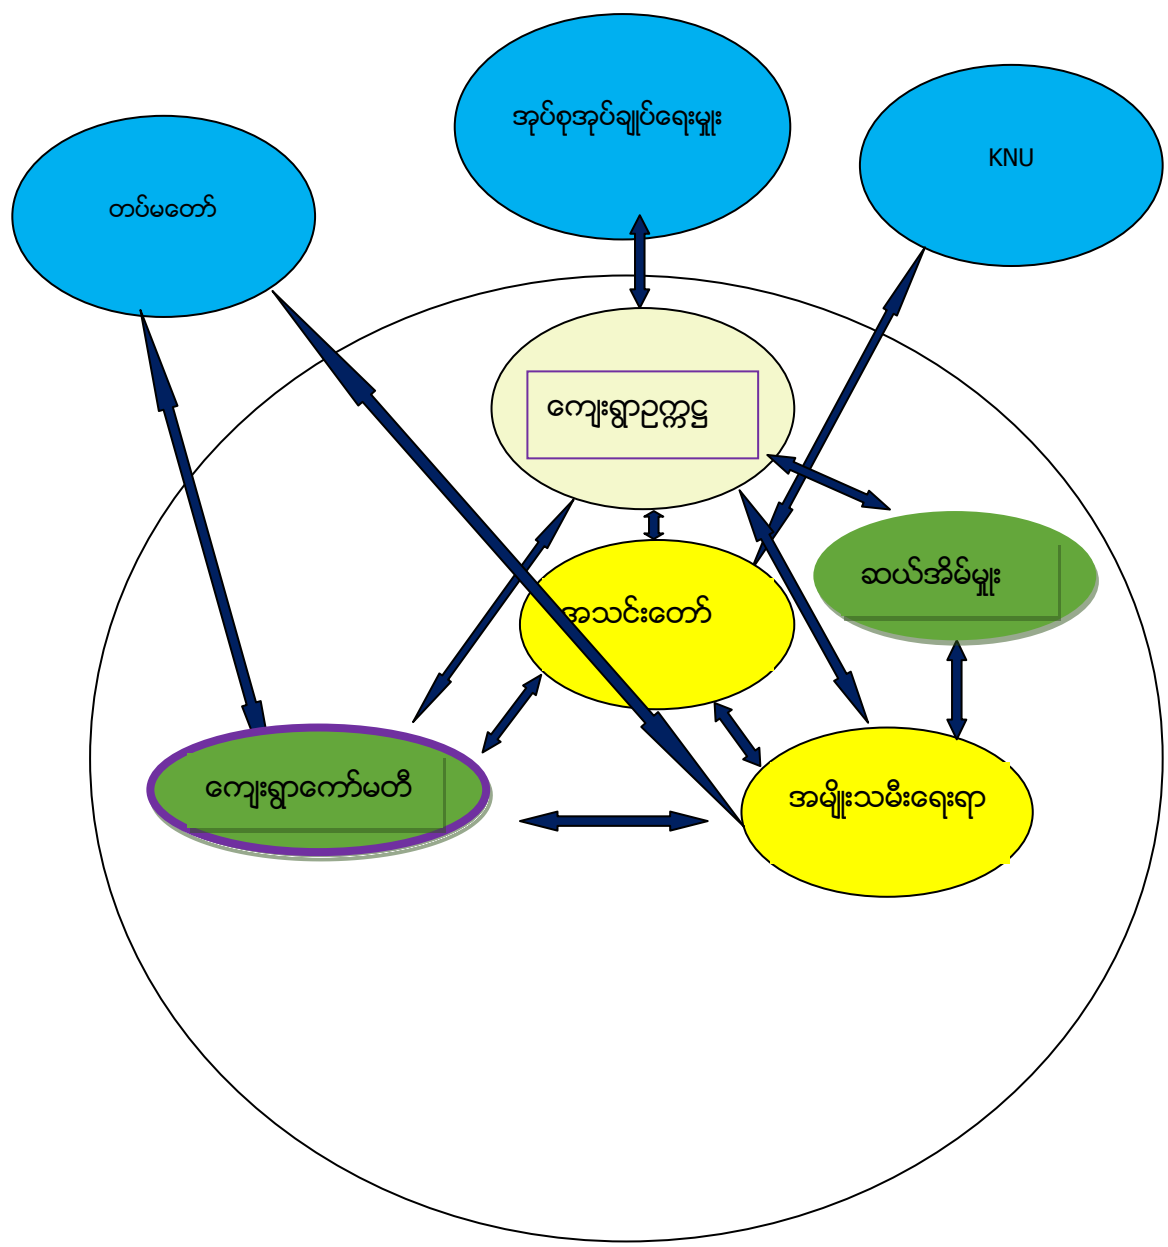 အုပ်စုအုပ်ချုပ်ရေးမှူး
KNU
တပ်မတော်
ကျေးရွာဥက္ကဋ္ဌ
ဆယ်အိမ်မှူး
အသင်းတော်
ကျေးရွာကော်မတီ
အမျိုးသမီးရေးရာ